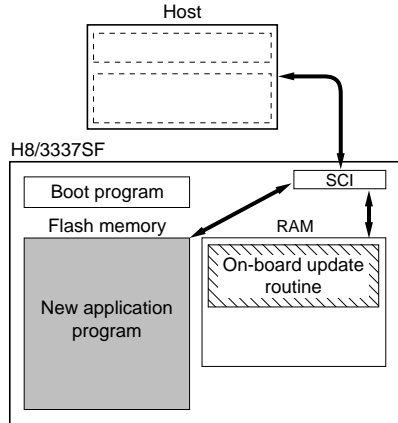 Host
H8/3337SF
SCI
Boot program
Flash memory
RAM
On-board update
routine
New application
program